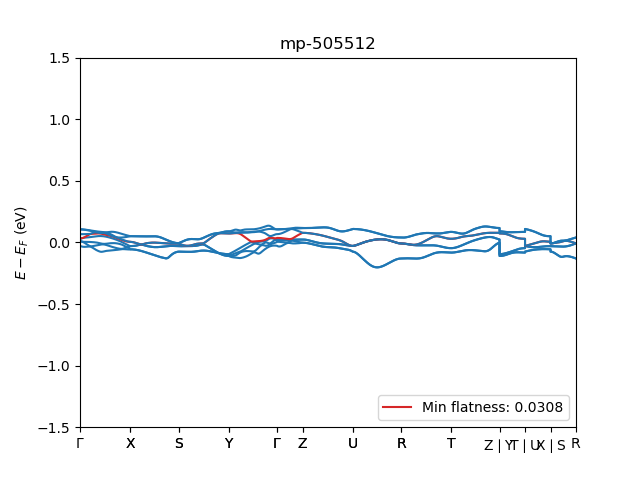 mp-505512
E − E_F (eV)
1.5
1.0
0.5
0.0
−0.5
−1.0
−1.5
Min flatness: 0.0308
Γ X S Y Γ Z U R T Z | Y T | U X | S R